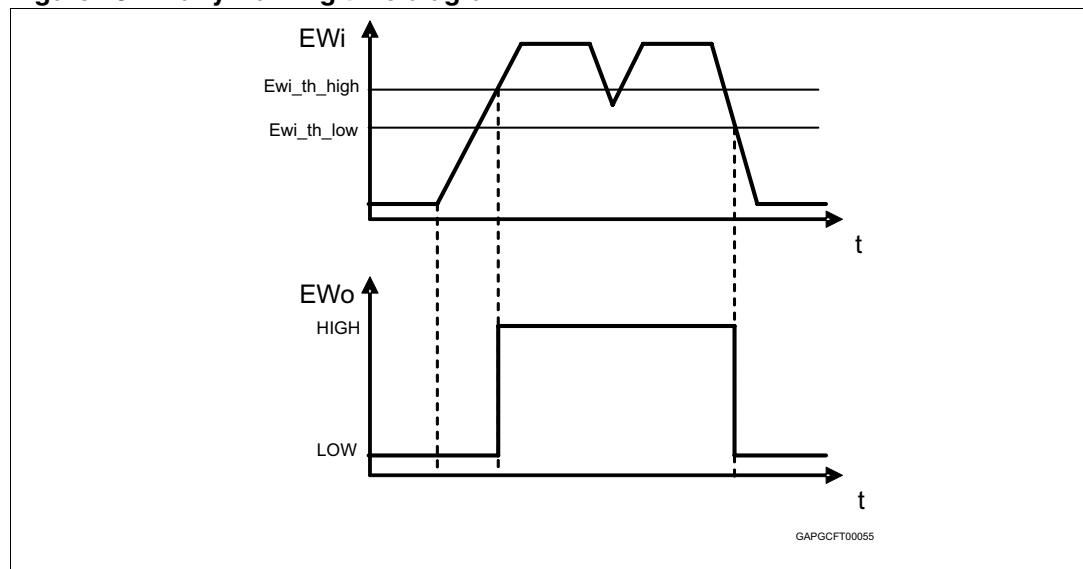 EWi
Ewi_th_high
Ewi_th_low
t
EWo
HIGH
LOW
t
GAPGCFT00055